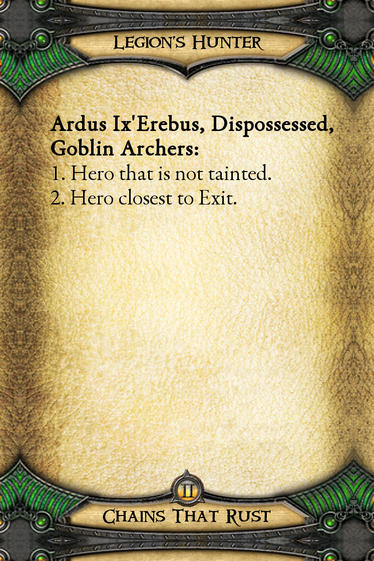 Legion's Hunter
Ardus Ix'Erebus, Dispossessed,
Goblin Archers:
1. Hero that is not tainted.
2. Hero closest to Exit.
II
Chains That Rust